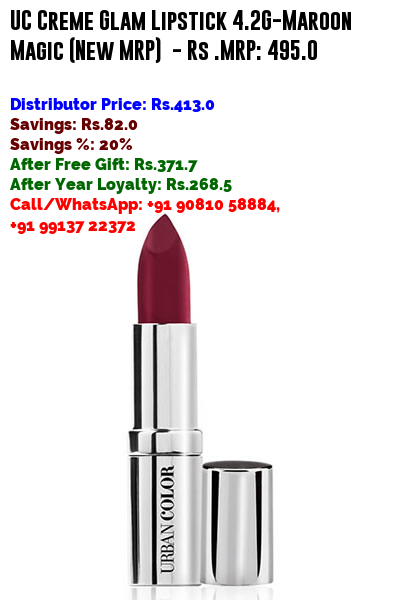 UC Creme Glam Lipstick 4.2G-Maroon
Magic (New MRP) - Rs .MRP: 495.0
Distributor Price: Rs.413.0
Savings: Rs.82.0
Savings %: 20%
After Free Gift: Rs.371.7
After Year Loyalty: Rs.268.5
Call/WhatsApp: +91 90810 58884,
+91 99137 22372
URBAN COLOR